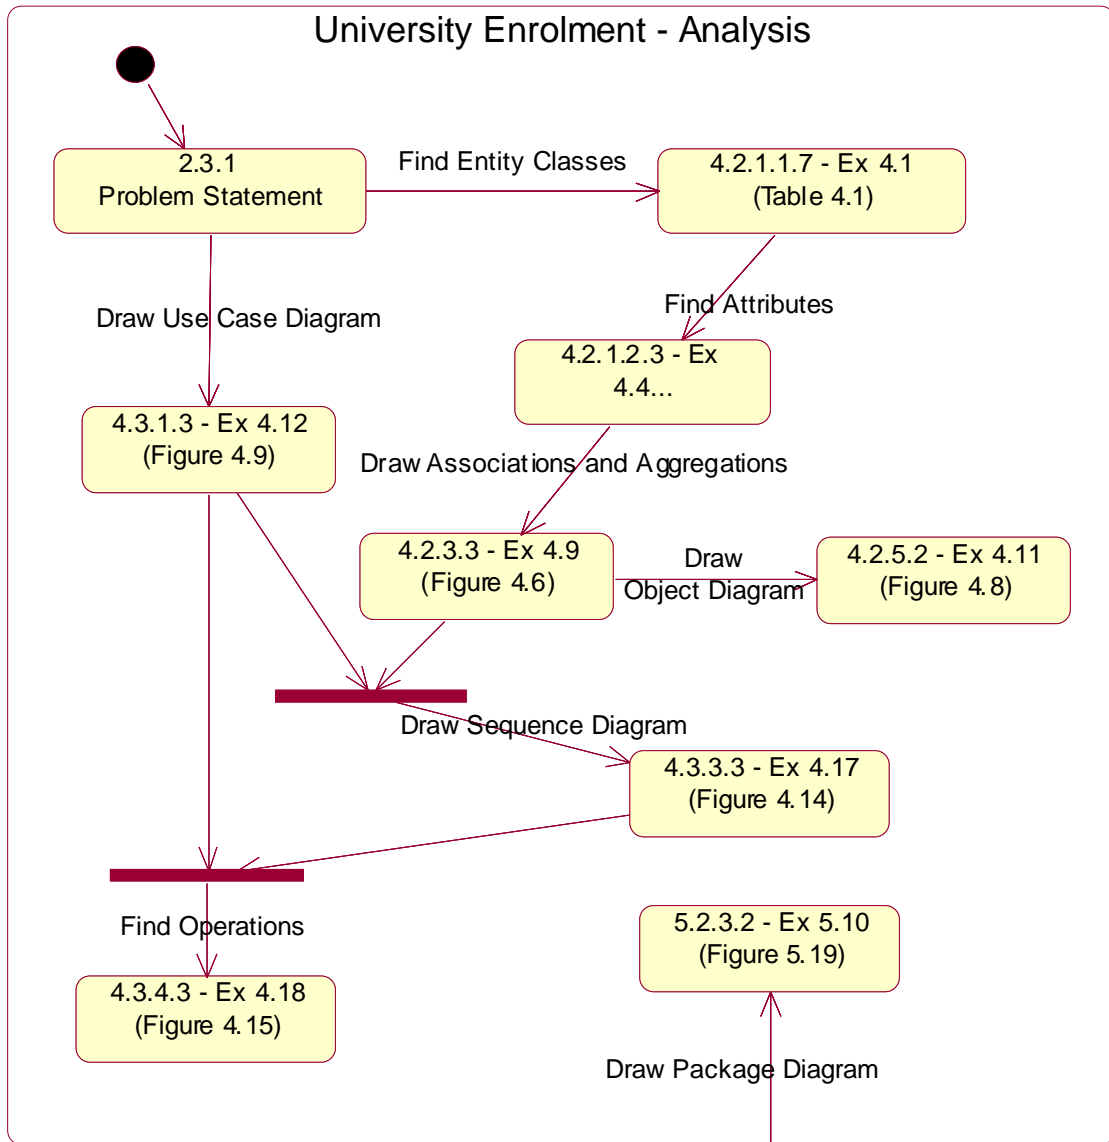 University Enrolment - Analysis
2.3.1
Problem Statement
Find Entity Classes
4.2.1.1.7 - Ex 4.1
(Table 4.1)
Draw Use Case Diagram
Find Attributes
4.2.1.2.3 - Ex
4.4...
4.3.1.3 - Ex 4.12
(Figure 4.9)
Draw Associations and Aggregations
4.2.3.3 - Ex 4.9
(Figure 4.6)
Draw
Object Diagram
4.2.5.2 - Ex 4.11
(Figure 4.8)
Draw Sequence Diagram
4.3.3.3 - Ex 4.17
(Figure 4.14)
Find Operations
5.2.3.2 - Ex 5.10
(Figure 5.19)
4.3.4.3 - Ex 4.18
(Figure 4.15)
Draw Package Diagram